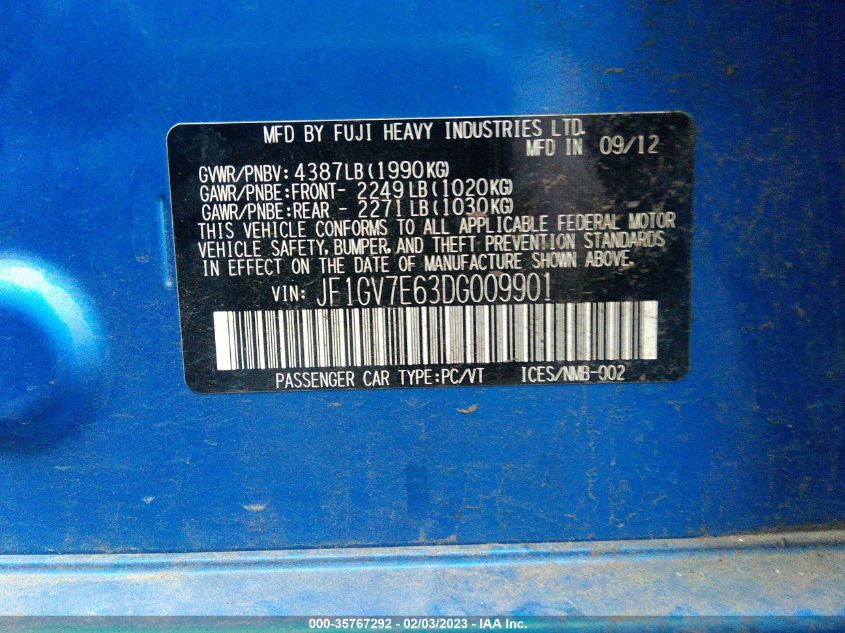 MFD BY FUJI HEAVY INDUSTRIES LTD.
MFD IN 09/12
GVWR/PNBV: 4387LB(1990KG)
GAWR/PNBE:FRONT- 2249LB(1020KG)
GAWR/PNBE:REAR - 2271LB(1030KG)
THIS VEHICLE CONFORMS TO ALL APPLICABLE FEDERAL MOTOR
VEHICLE SAFETY, BUMPER, AND THEFT PREVENTION STANDARDS
IN EFFECT ON THE DATE OF MANUFACTURE SHOWN ABOVE.
VIN: JF1GV7E63DG009901
PASSENGER CAR TYPE:PC/VT ICES/NMB-002
000-35767292 - 02/03/2023 - IAA Inc.